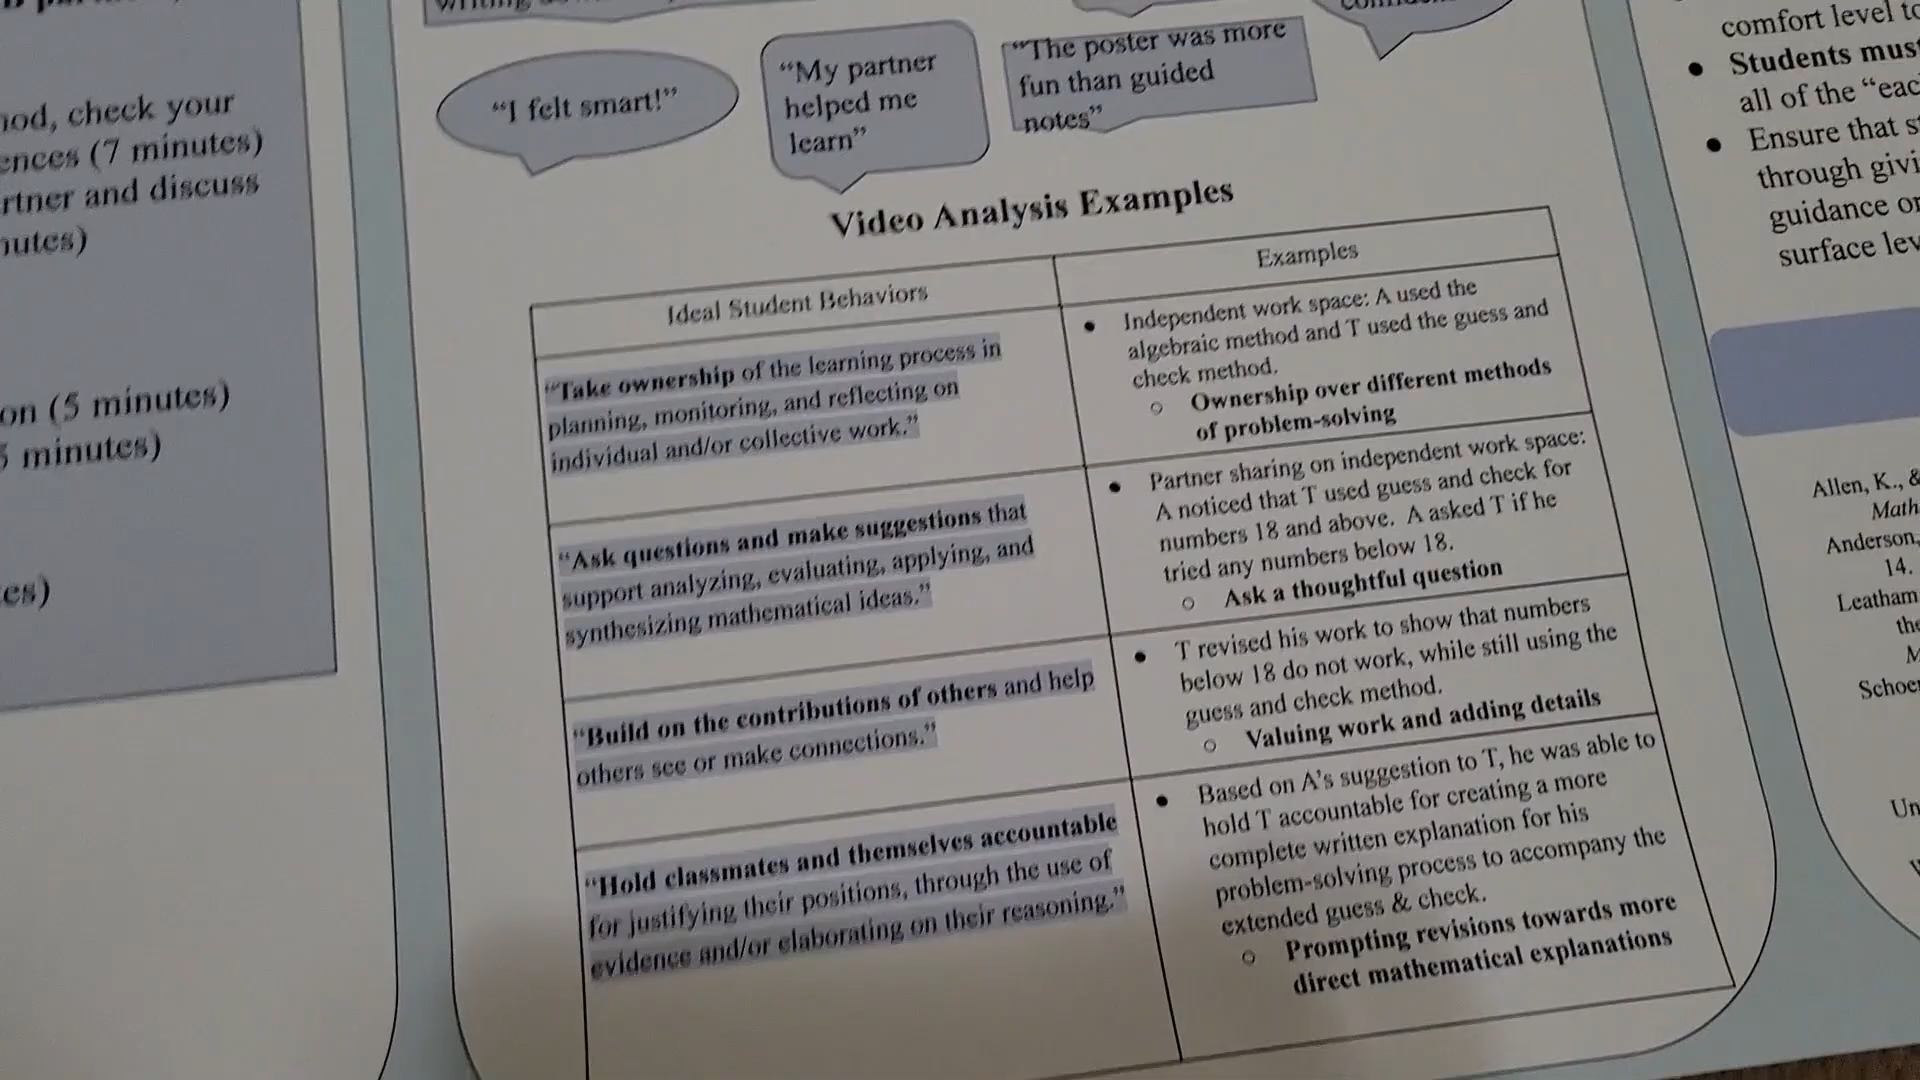 nod, check your
ences (7 minutes)
rtner and discuss
nutes)
on (5 minutes)
5 minutes)
es)
“I felt smart!”
“My partner
helped me
learn”
“The poster was more
fun than guided
notes”
Video Analysis Examples
Ideal Student Behaviors
Examples
“Take ownership of the learning process in
planning, monitoring, and reflecting on
individual and/or collective work.”
● Independent work space: A used the
algebraic method and T used the guess and
check method.
○ Ownership over different methods
of problem-solving
“Ask questions and make suggestions that
support analyzing, evaluating, applying, and
synthesizing mathematical ideas.”
● Partner sharing on independent work space:
A noticed that T used guess and check for
numbers 18 and above. A asked T if he
tried any numbers below 18.
○ Ask a thoughtful question
“Build on the contributions of others and help
others see or make connections.”
● T revised his work to show that numbers
below 18 do not work, while still using the
guess and check method.
○ Valuing work and adding details
“Hold classmates and themselves accountable
for justifying their positions, through the use of
evidence and/or elaborating on their reasoning.”
● Based on A’s suggestion to T, he was able to
hold T accountable for creating a more
complete written explanation for his
problem-solving process to accompany the
extended guess & check.
○ Prompting revisions towards more
direct mathematical explanations
comfort level to
● Students must
all of the “eac
● Ensure that s
through givi
guidance or
surface lev
Allen, K., &
Math
Anderson,
14.
Leatham
the
M
Schoer
Un